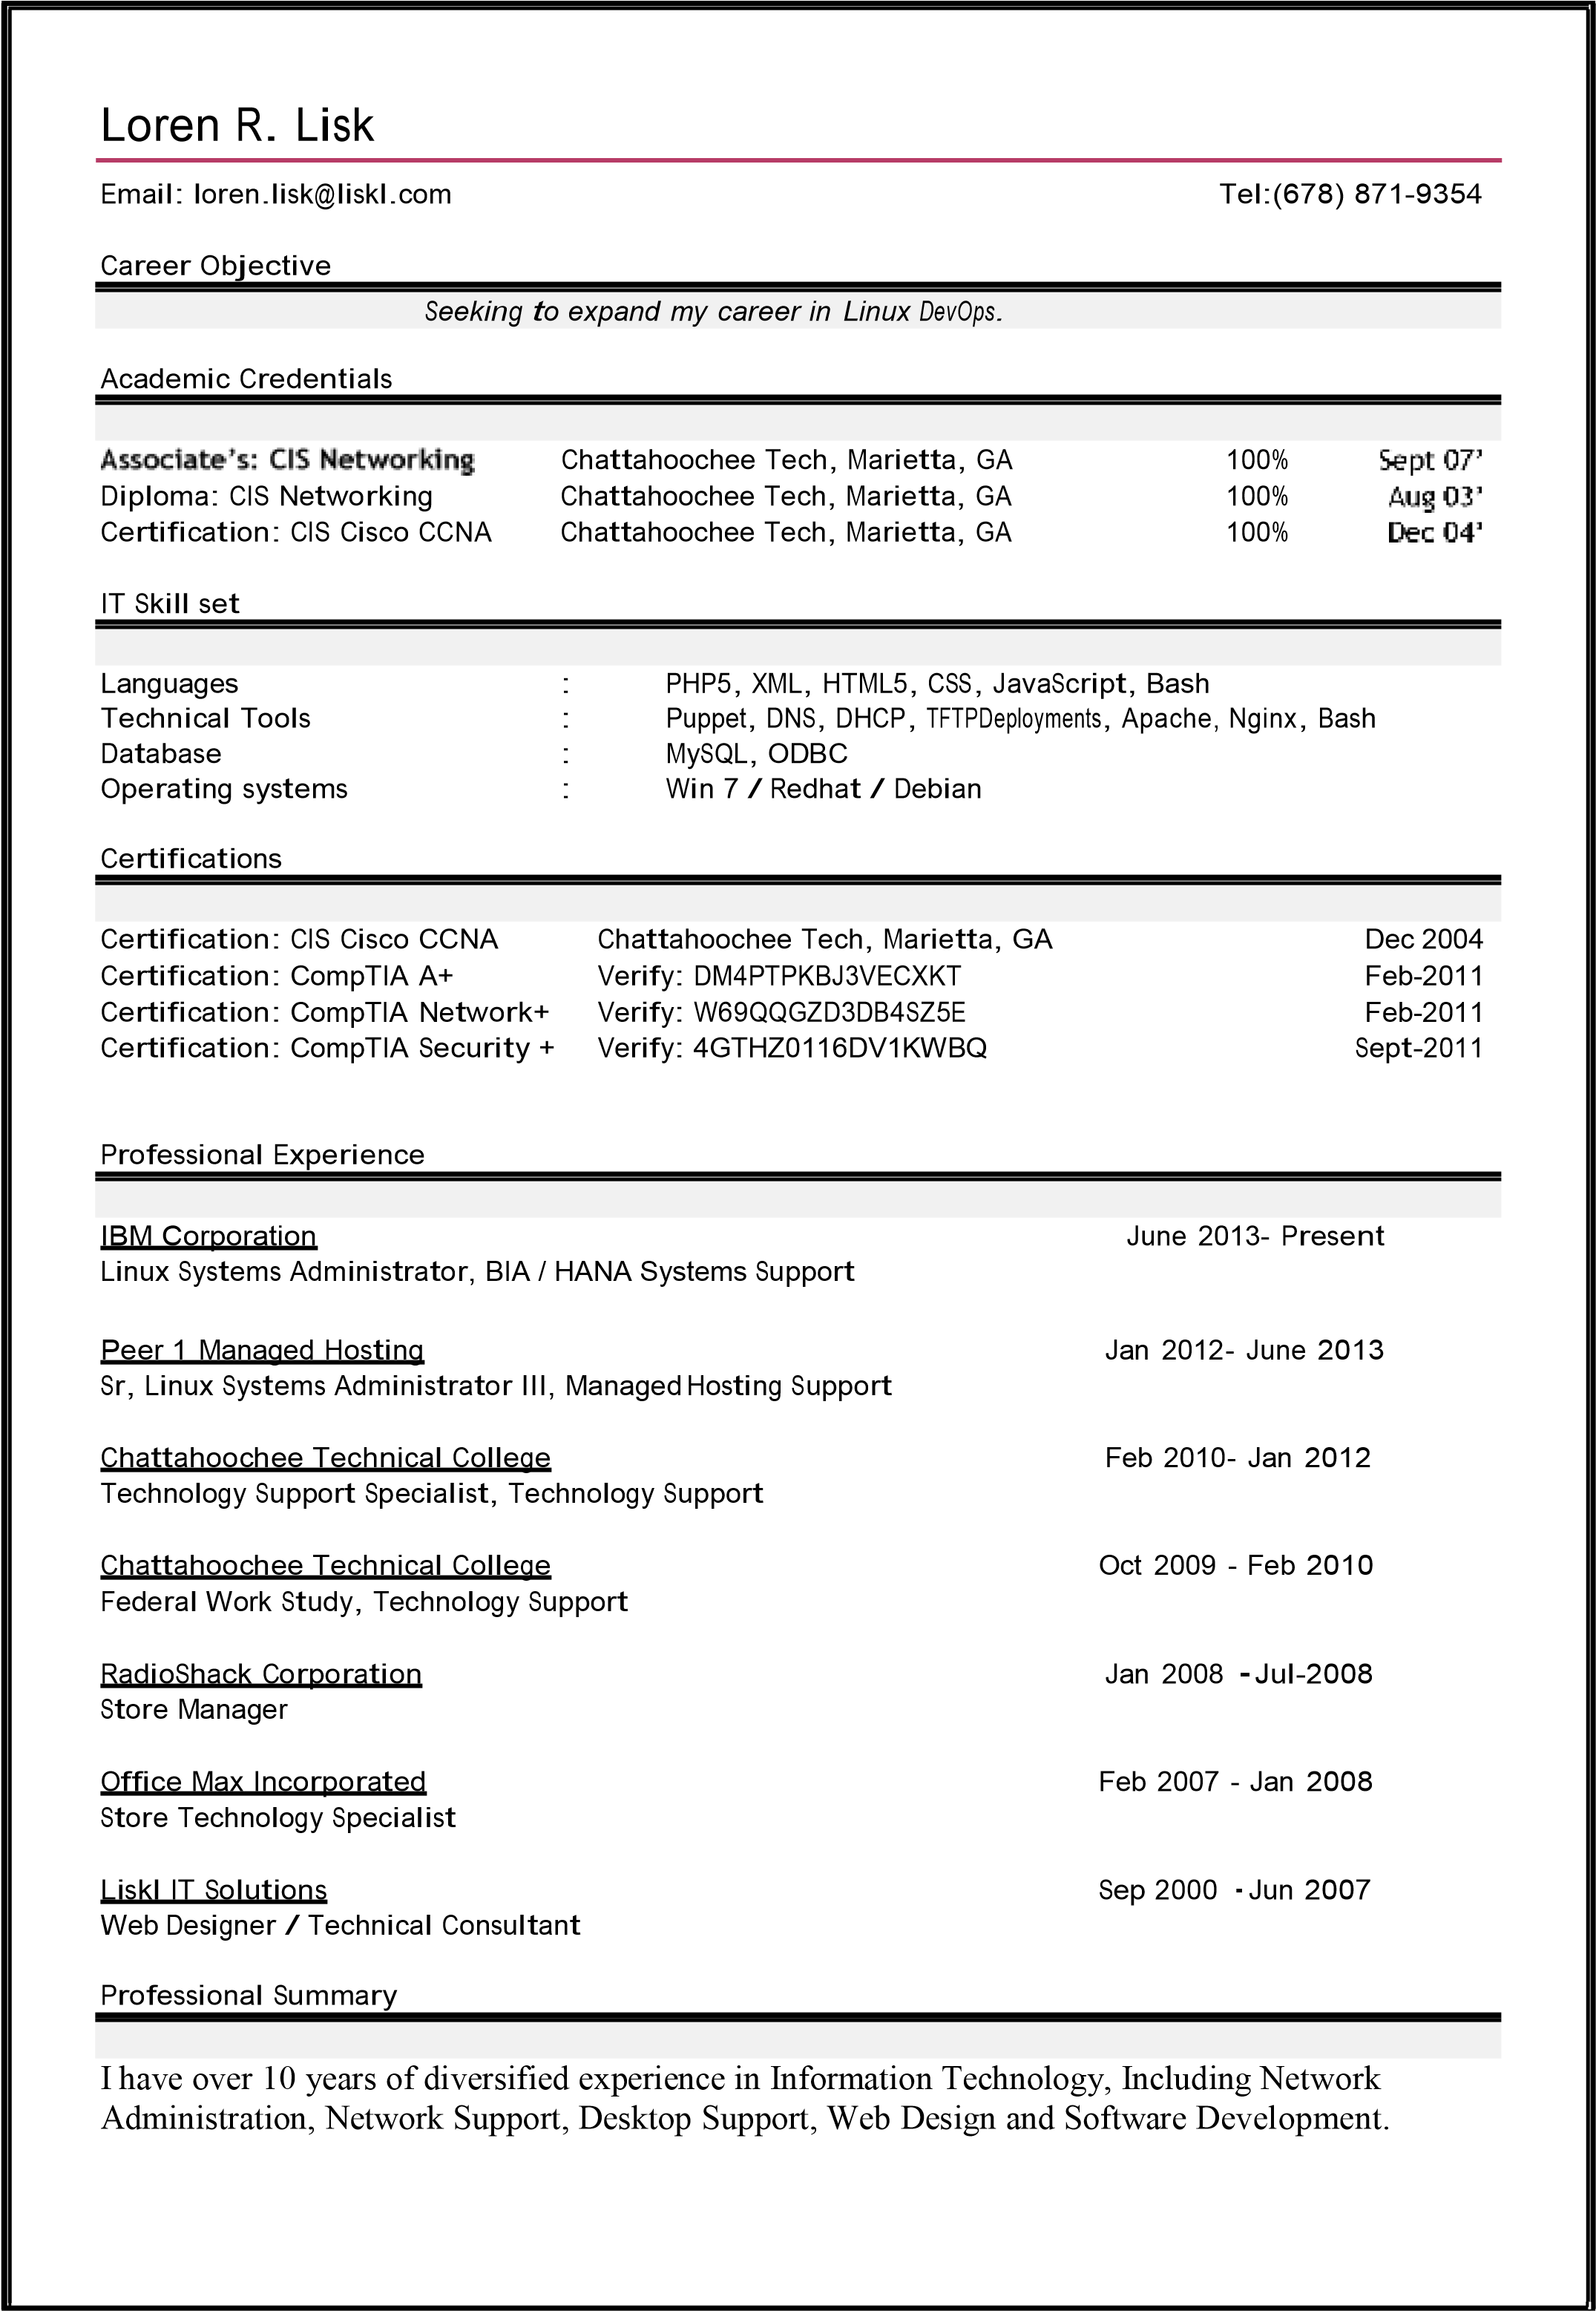 Loren R. Lisk
Email: loren.lisk@liskl.com Tel:(678) 871-9354
Career Objective
Seeking to expand my career in Linux DevOps.
Academic Credentials
Associate's: CIS Networking Chattahoochee Tech, Marietta, GA 100% Sept 07'
Diploma: CIS Networking Chattahoochee Tech, Marietta, GA 100% Aug 03'
Certification: CIS Cisco CCNA Chattahoochee Tech, Marietta, GA 100% Dec 04'
IT Skill set
Languages : PHP5, XML, HTML5, CSS, JavaScript, Bash
Technical Tools : Puppet, DNS, DHCP, TFTPDeployments, Apache, Nginx, Bash
Database : MySQL, ODBC
Operating systems : Win 7 / Redhat / Debian
Certifications
Certification: CIS Cisco CCNA Chattahoochee Tech, Marietta, GA Dec 2004
Certification: CompTIA A+ Verify: DM4PTPKBJ3VECXKT Feb-2011
Certification: CompTIA Network+ Verify: W69QQGZD3DB4SZ5E Feb-2011
Certification: CompTIA Security + Verify: 4GTHZ0116DV1KWBQ Sept-2011
Professional Experience
IBM Corporation June 2013- Present
Linux Systems Administrator, BIA / HANA Systems Support
Peer 1 Managed Hosting Jan 2012- June 2013
Sr, Linux Systems Administrator III, Managed Hosting Support
Chattahoochee Technical College Feb 2010- Jan 2012
Technology Support Specialist, Technology Support
Chattahoochee Technical College Oct 2009 - Feb 2010
Federal Work Study, Technology Support
RadioShack Corporation Jan 2008 -Jul-2008
Store Manager
Office Max Incorporated Feb 2007 - Jan 2008
Store Technology Specialist
Liskl IT Solutions Sep 2000 -Jun 2007
Web Designer / Technical Consultant
Professional Summary
I have over 10 years of diversified experience in Information Technology, Including Network
Administration, Network Support, Desktop Support, Web Design and Software Development.